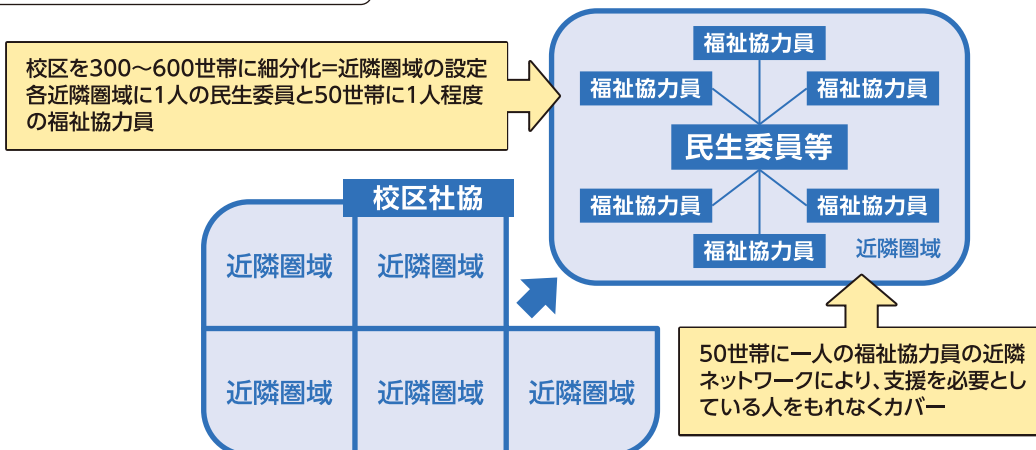 校区を300～600世帯に細分化=近隣圏域の設定
各近隣圏域に1人の民生委員と50世帯に1人程度
の福祉協力員
福祉協力員
福祉協力員
福祉協力員
民生委員等
福祉協力員
福祉協力員
福祉協力員
近隣圏域
校区社協
近隣圏域
近隣圏域
近隣圏域
近隣圏域
近隣圏域
50世帯に一人の福祉協力員の近隣
ネットワークにより、支援を必要とし
ている人をもれなくカバー